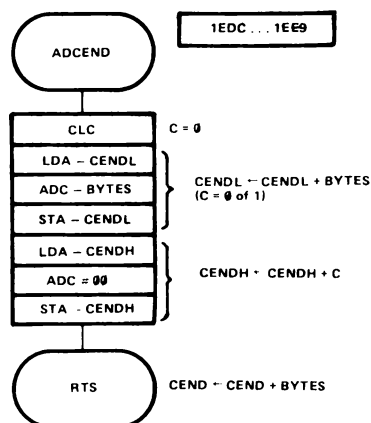 1EDC ... 1EE9
ADCEND
CLC
C = 0
LDA – CENDL
ADC – BYTES
STA – CENDL
CENDL ← CENDL + BYTES
(C = 0 of 1)
LDA – CENDH
ADC = 00
STA - CENDH
CENDH ← CENDH + C
RTS
CEND ← CEND + BYTES